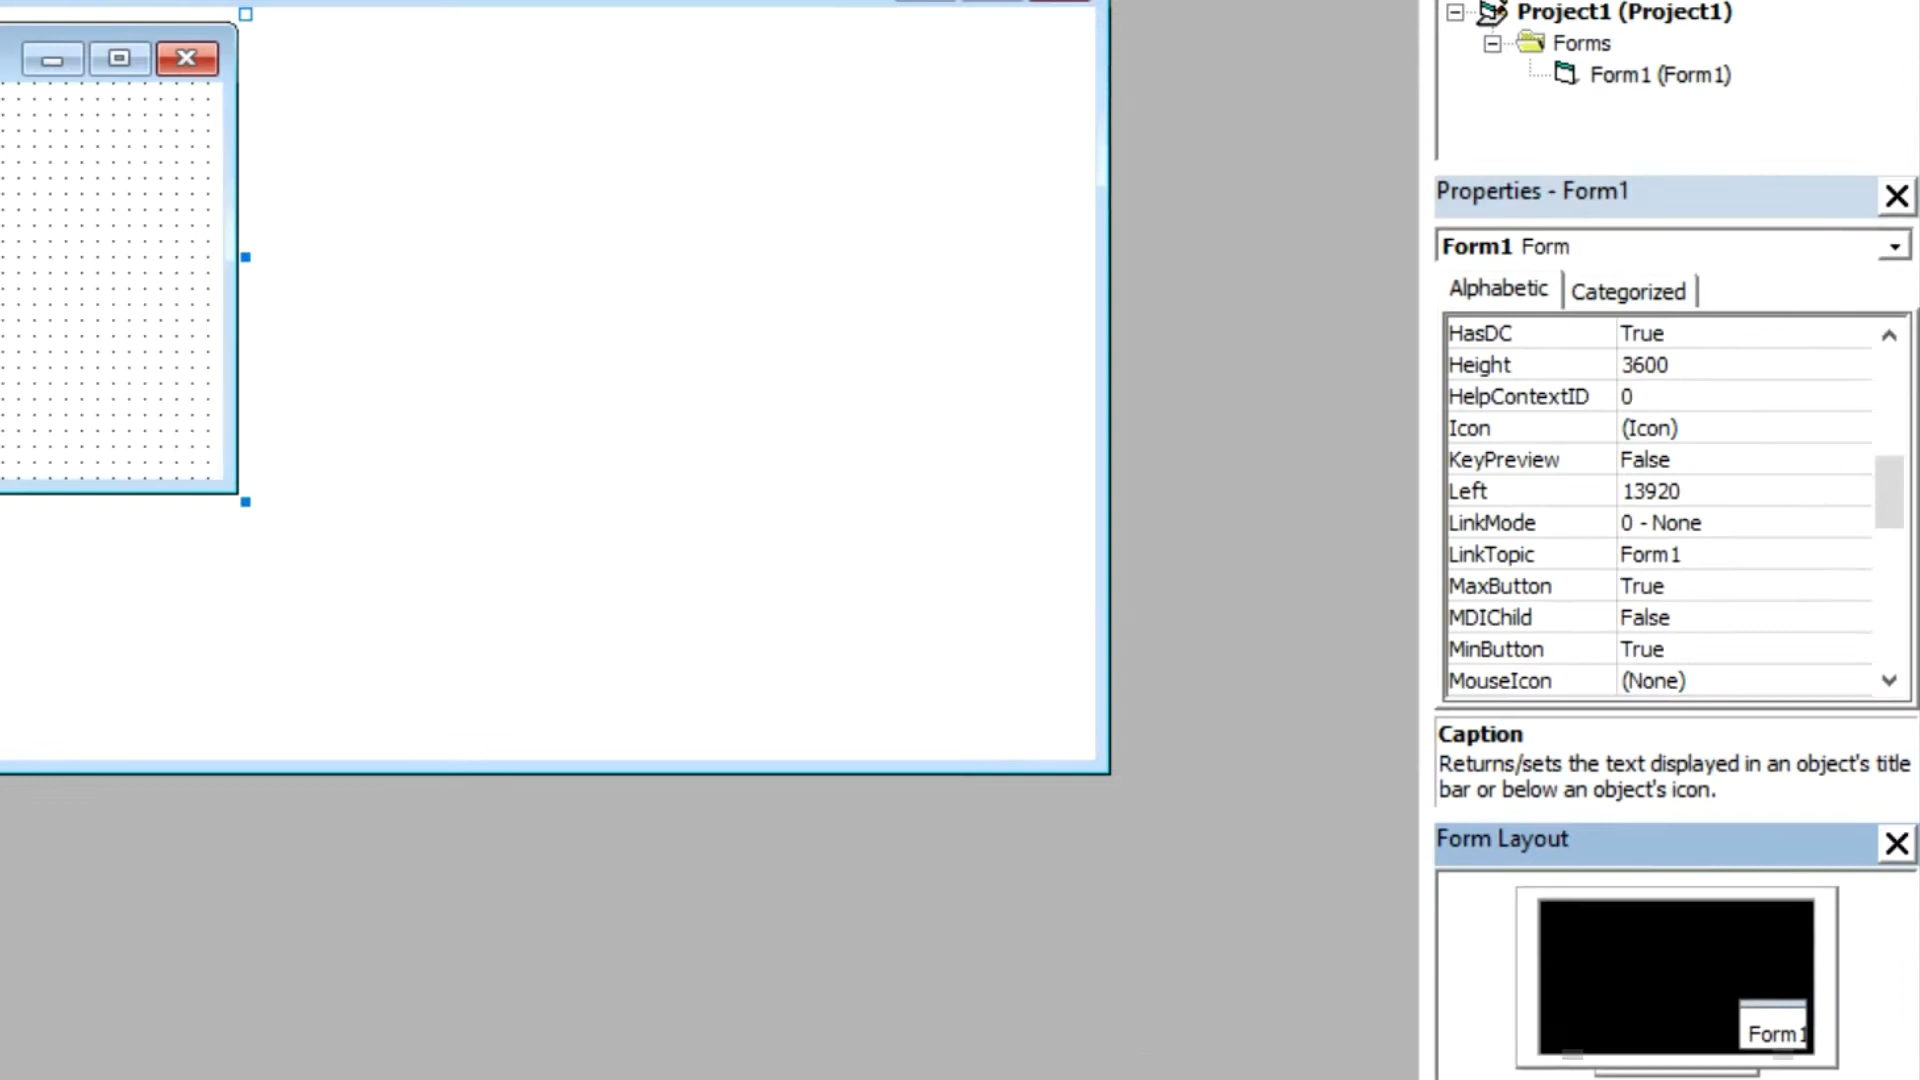 Project1 (Project1)
Forms
Form1 (Form1)
Properties - Form1
Form1 Form
Alphabetic Categorized
HasDC True
Height 3600
HelpContextID 0
Icon (Icon)
KeyPreview False
Left 13920
LinkMode 0 - None
LinkTopic Form1
MaxButton True
MDIChild False
MinButton True
MouseIcon (None)
Caption
Returns/sets the text displayed in an object's title
bar or below an object's icon.
Form Layout
Form1